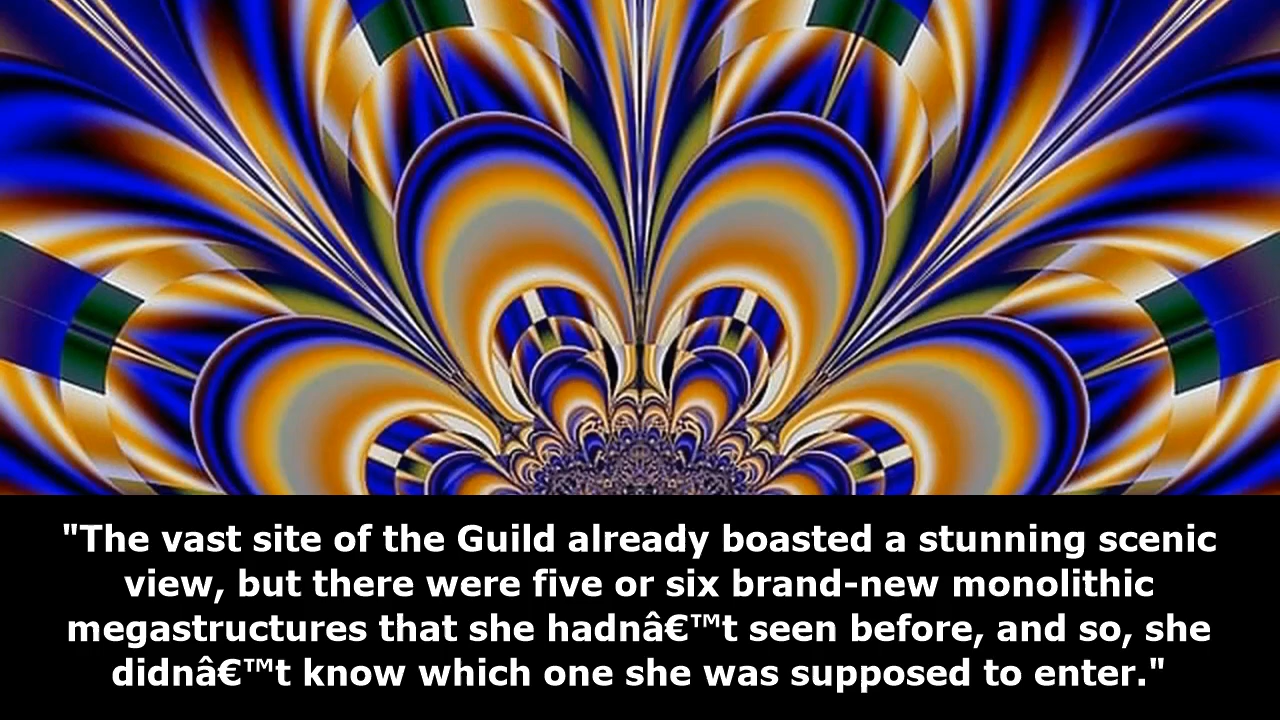 "The vast site of the Guild already boasted a stunning scenic
view, but there were five or six brand-new monolithic
megastructures that she hadnâ€™t seen before, and so, she
didnâ€™t know which one she was supposed to enter."